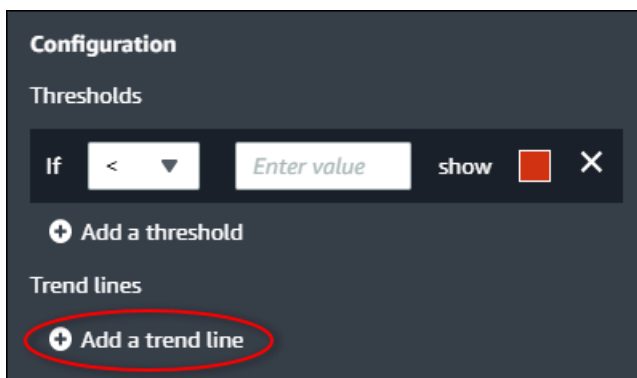 Configuration
Thresholds
If < Enter value show
Add a threshold
Trend lines
Add a trend line